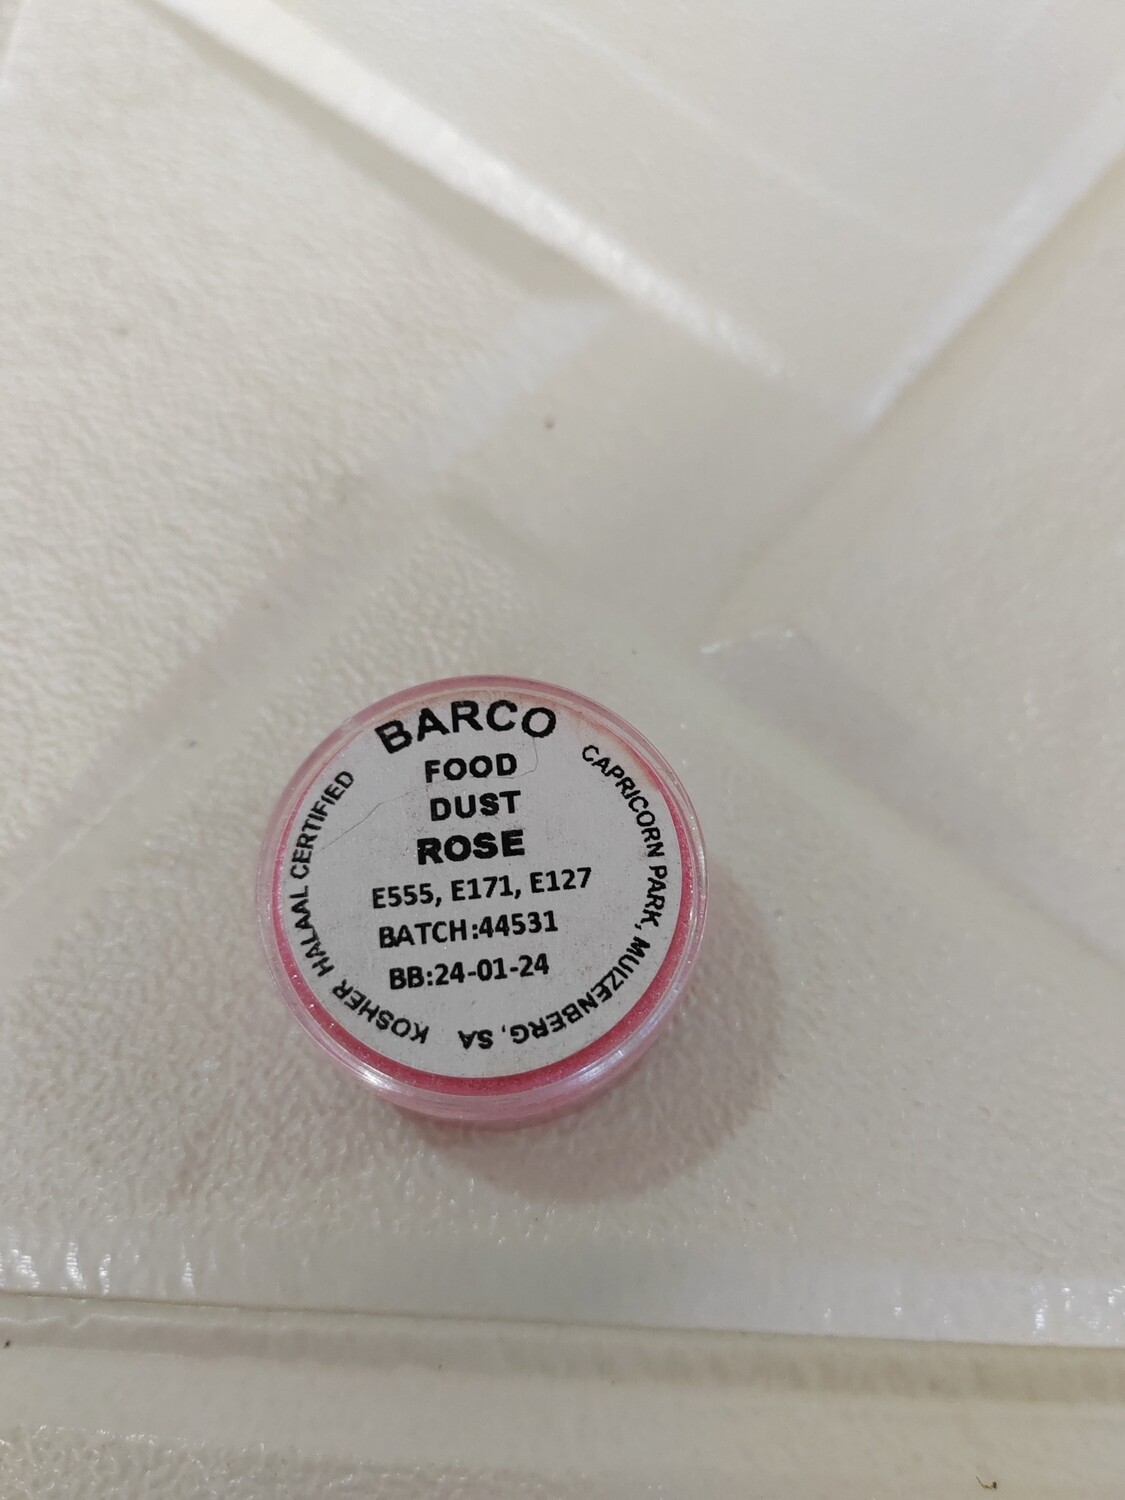 BARCO
FOOD
DUST
ROSE
E555, E171, E127
BATCH:44531
BB:24-01-24
KOSHER HALAAL CERTIFIED
CAPRICORN PARK, MUIZENBERG, SA